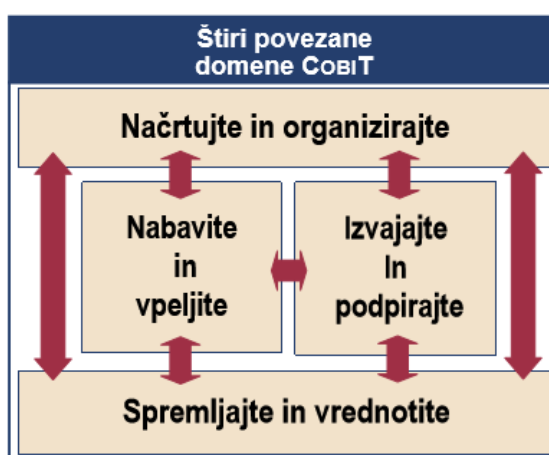 Štiri povezane
domene COBIT
Načrtujte in organizirajte
Nabavite
in
vpeljite
Izvajajte
In
podpirajte
Spremljajte in vrednotite